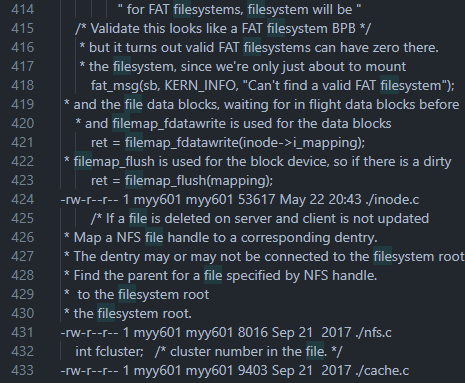 414 " for FAT filesystems, filesystem will be "
415 /* Validate this looks like a FAT filesystem BPB */
416 * but it turns out valid FAT filesystems can have zero there.
417 * the filesystem, since we're only just about to mount
418 fat_msg(sb, KERN_INFO, "Can't find a valid FAT filesystem");
419 * and the file data blocks, waiting for in flight data blocks before
420 * and filemap_fdatawrite is used for the data blocks
421 ret = filemap_fdatawrite(inode->i_mapping);
422 * filemap_flush is used for the block device, so if there is a dirty
423 ret = filemap_flush(mapping);
424 -rw-r--r-- 1 myy601 myy601 53617 May 22 20:43 ./inode.c
425 /* If a file is deleted on server and client is not updated
426 * Map a NFS file handle to a corresponding dentry.
427 * The dentry may or may not be connected to the filesystem root
428 * Find the parent for a file specified by NFS handle.
429 * to the filesystem root
430 * the filesystem root.
431 -rw-r--r-- 1 myy601 myy601 8016 Sep 21 2017 ./nfs.c
432 int fcluster; /* cluster number in the file. */
433 -rw-r--r-- 1 myy601 myy601 9403 Sep 21 2017 ./cache.c